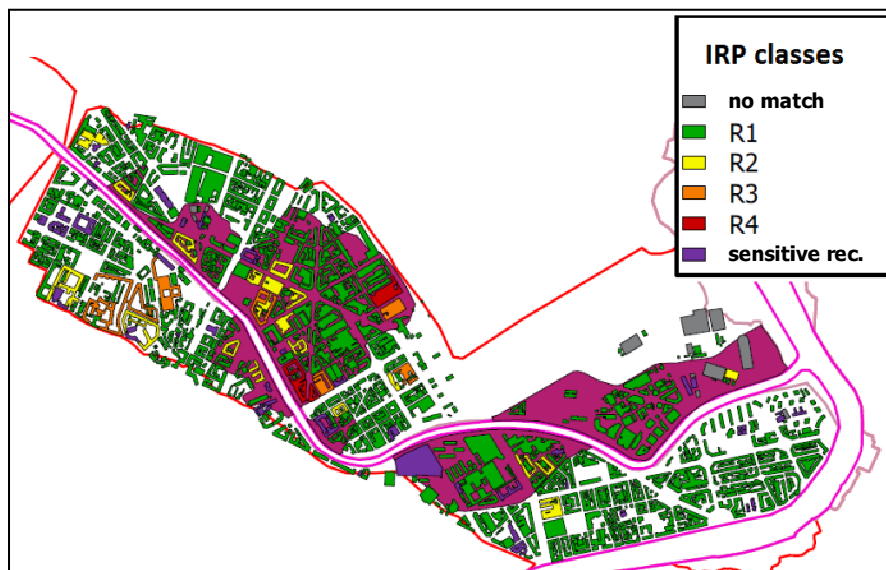 IRP classes
no match
R1
R2
R3
R4
sensitive rec.